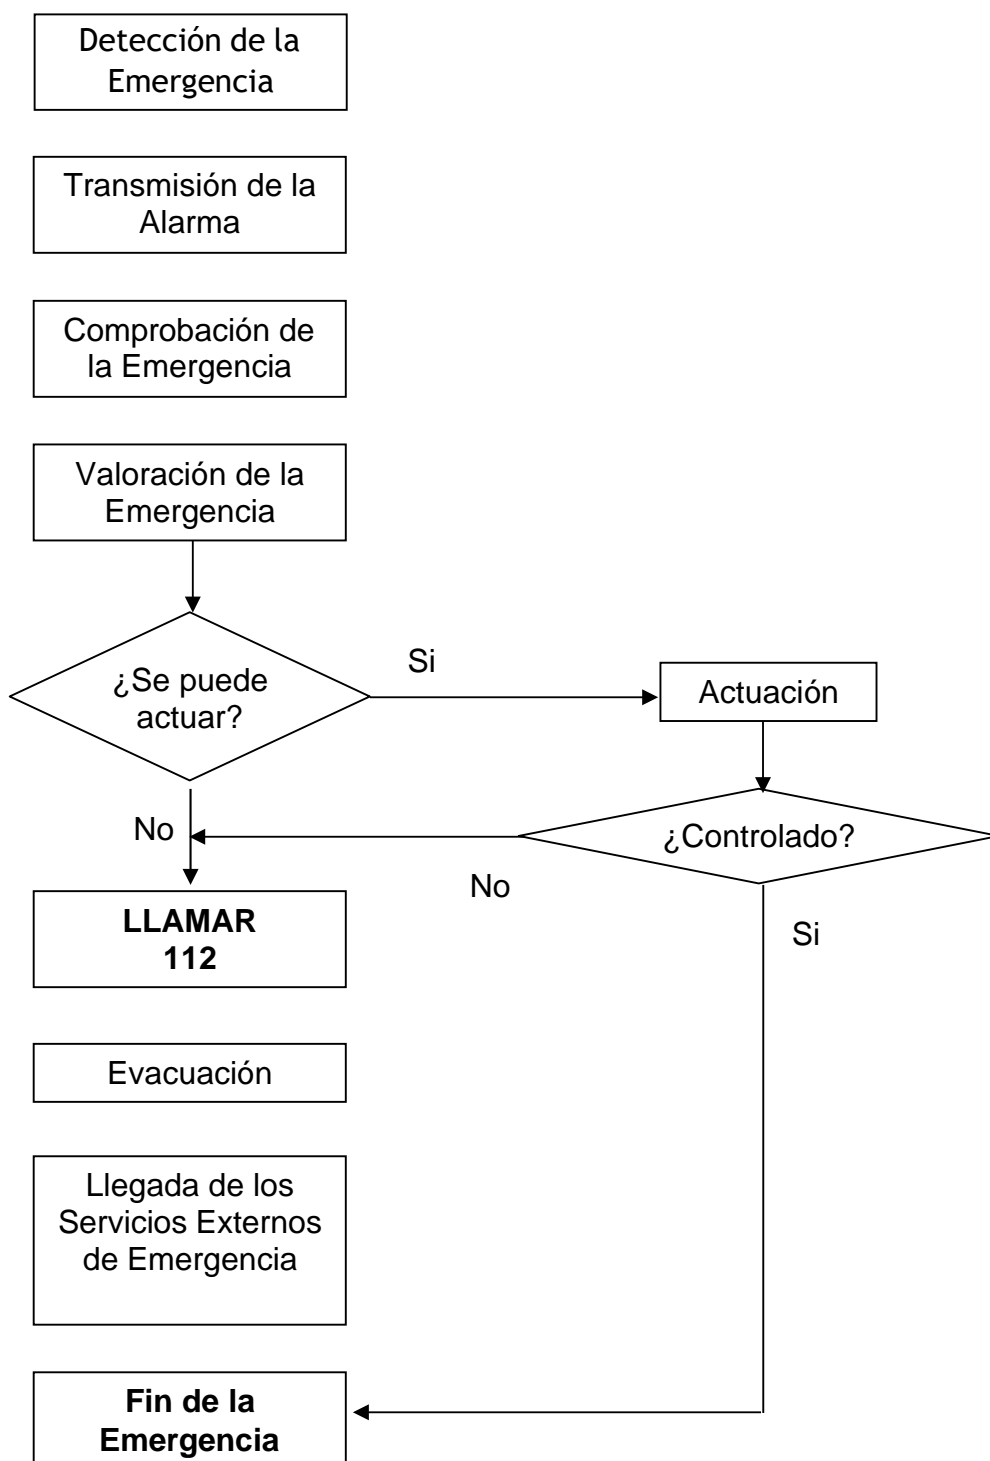 Detección de la
Emergencia
Transmisión de la
Alarma
Comprobación de
la Emergencia
Valoración de la
Emergencia
¿Se puede
actuar?
Si
Actuación
No
¿Controlado?
No
LLAMAR
112
Si
Evacuación
Llegada de los
Servicios Externos
de Emergencia
Fin de la
Emergencia